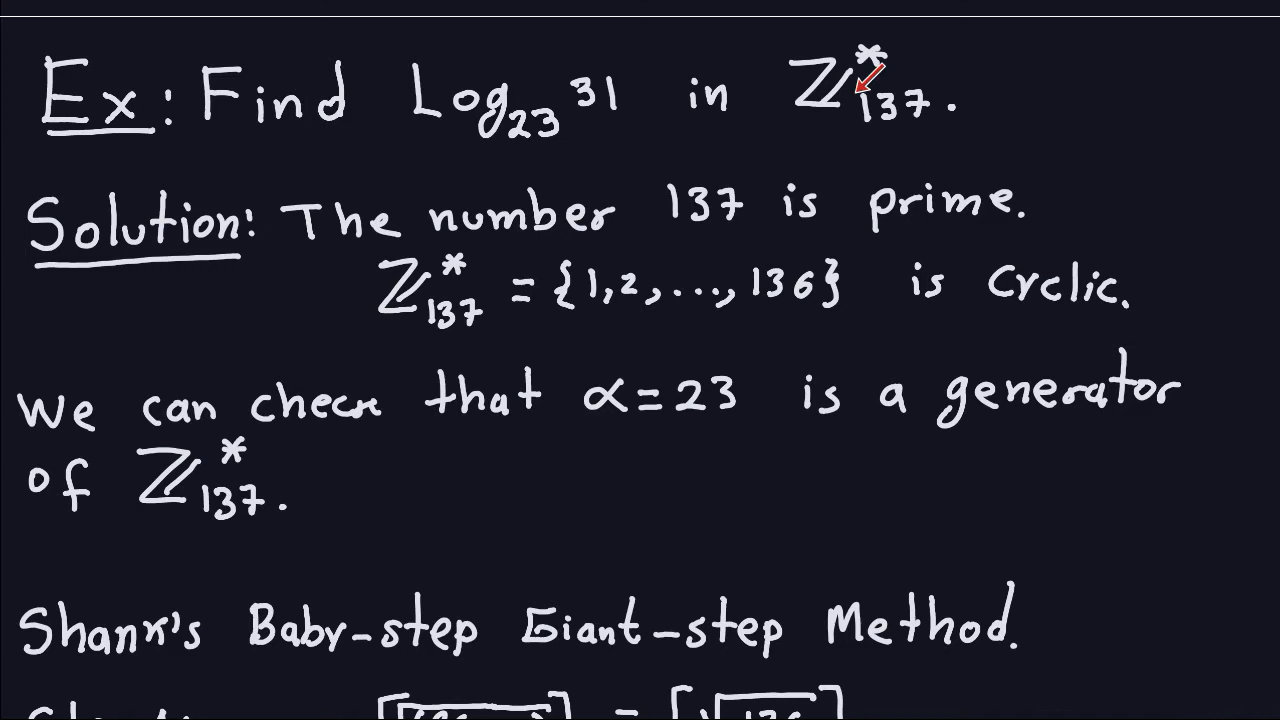 Ex: Find Log₂₃ 31 in ℤ*₁₃₇.
Solution: The number 137 is prime.
ℤ*₁₃₇ = {1,2,...,136} is Cyclic.
We can check that α=23 is a generator
of ℤ*₁₃₇.
Shank's Baby-step Giant-step Method.